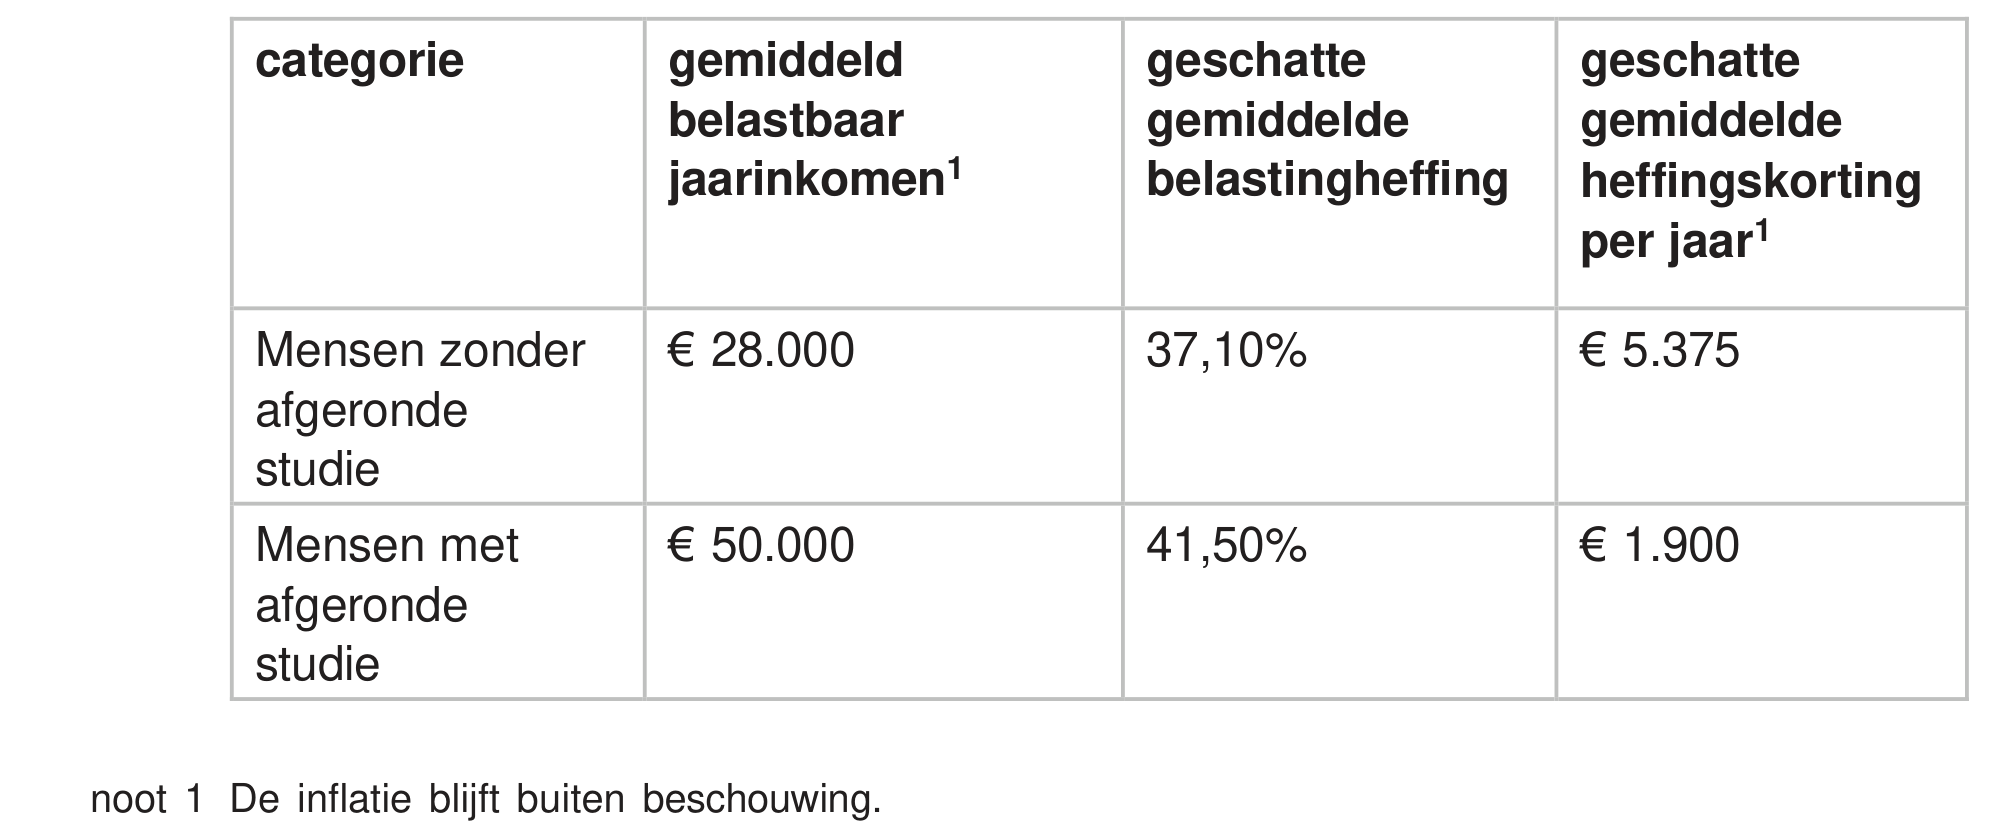 categorie
gemiddeld
belastbaar
jaarinkomen¹
geschatte
gemiddelde
belastingheffing
geschatte
gemiddelde
heffingskorting
per jaar¹
Mensen zonder
afgeronde
studie
€ 28.000
37,10%
€ 5.375
Mensen met
afgeronde
studie
€ 50.000
41,50%
€ 1.900
noot 1 De inflatie blijft buiten beschouwing.